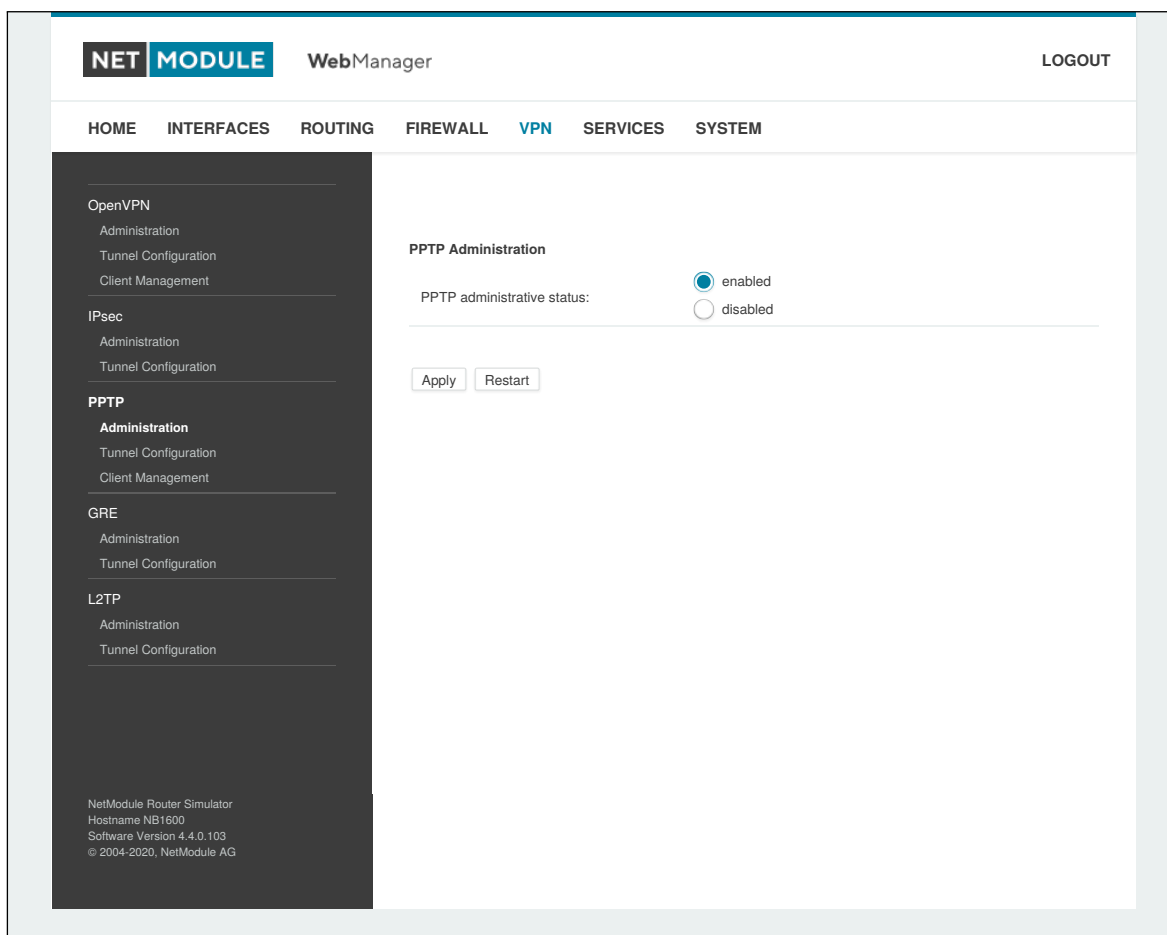 NET MODULE WebManager LOGOUT
HOME INTERFACES ROUTING FIREWALL VPN SERVICES SYSTEM
OpenVPN
Administration
Tunnel Configuration
Client Management
IPsec
Administration
Tunnel Configuration
PPTP
Administration
Tunnel Configuration
Client Management
GRE
Administration
Tunnel Configuration
L2TP
Administration
Tunnel Configuration
NetModule Router Simulator
Hostname NB1600
Software Version 4.4.0.103
© 2004-2020, NetModule AG
PPTP Administration
PPTP administrative status:
enabled
disabled
Apply Restart